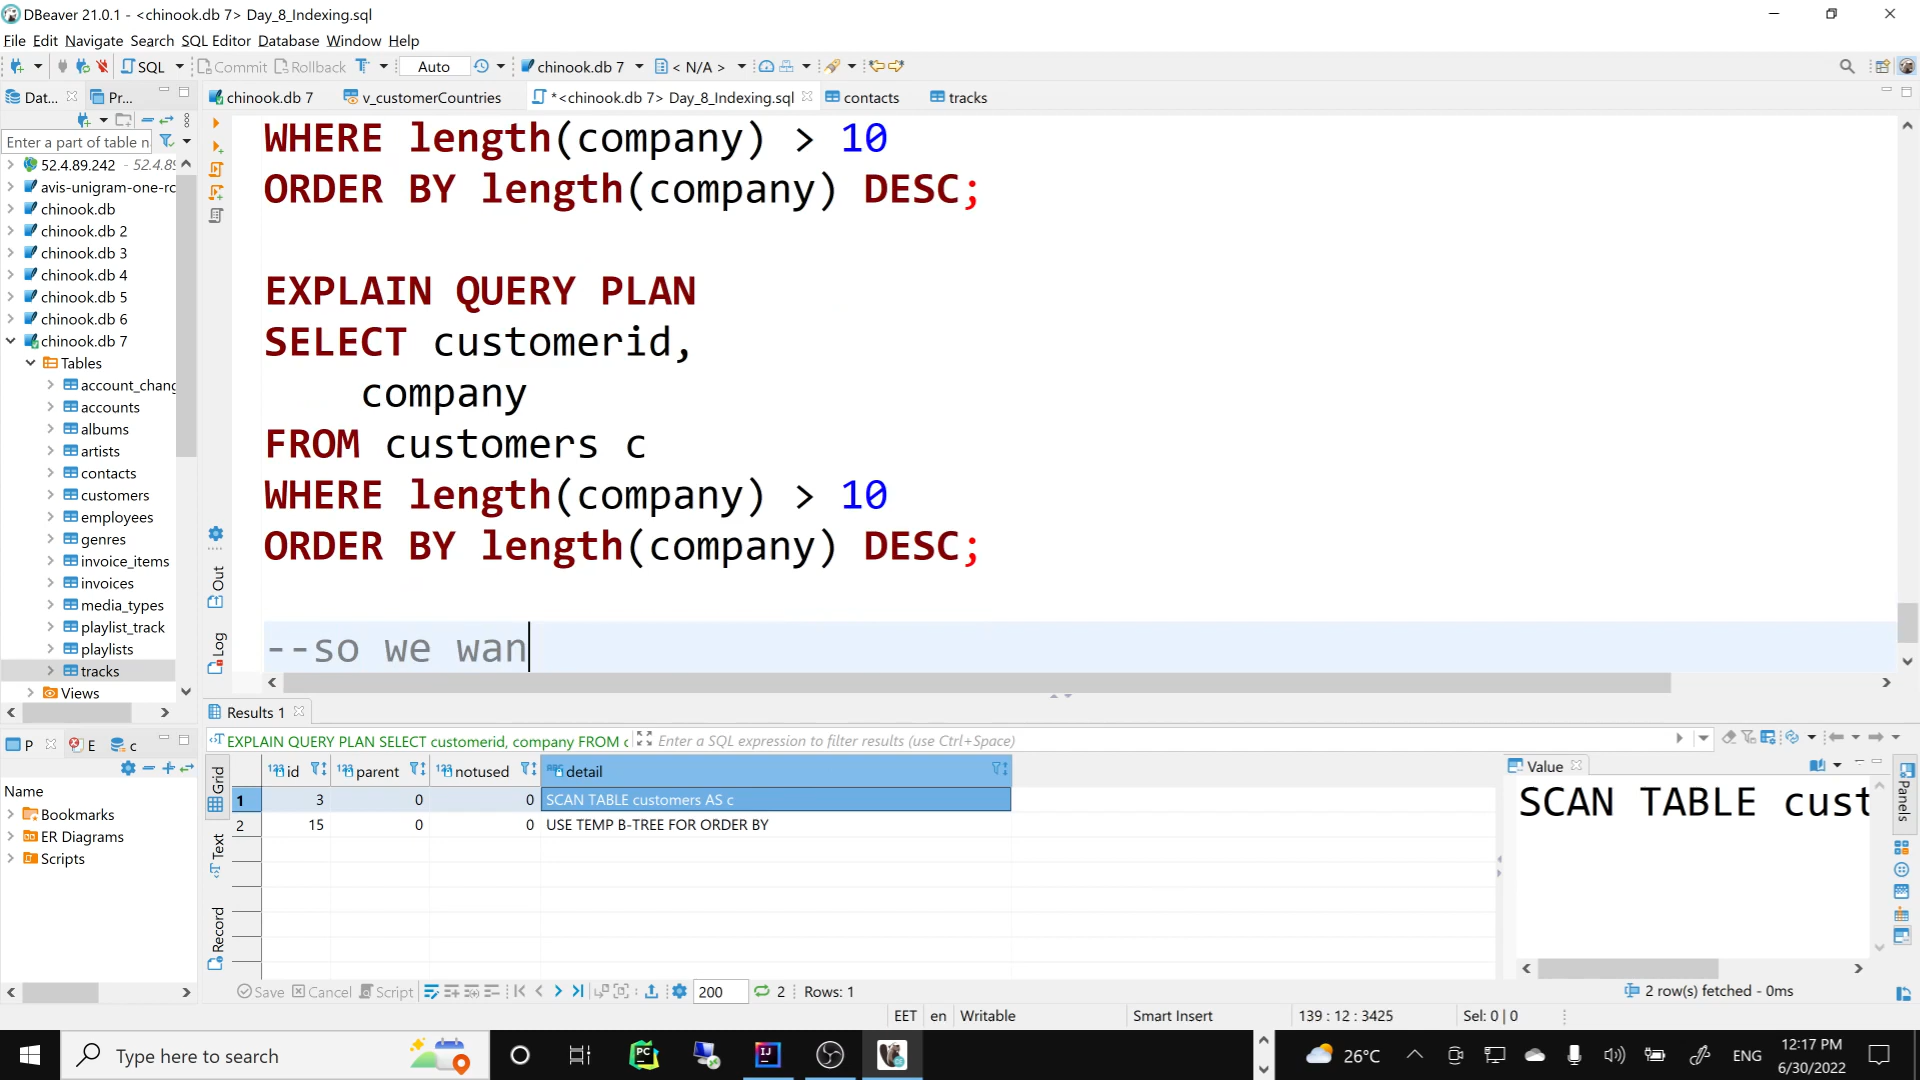 DBeaver 21.0.1 - <chinook.db 7> Day_8_Indexing.sql
File Edit Navigate Search SQL Editor Database Window Help
SQL Commit Rollback Auto chinook.db 7 < N/A >
Dat... Pr... chinook.db 7 v_customerCountries *<chinook.db 7> Day_8_Indexing.sql contacts tracks
Enter a part of table n
52.4.89.242 - 52.4.89
avis-unigram-one-rc
chinook.db
chinook.db 2
chinook.db 3
chinook.db 4
chinook.db 5
chinook.db 6
chinook.db 7
Tables
account_chang
accounts
albums
artists
contacts
customers
employees
genres
invoice_items
invoices
media_types
playlist_track
playlists
tracks
Views
WHERE length(company) > 10
ORDER BY length(company) DESC;
EXPLAIN QUERY PLAN
SELECT customerid,
company
FROM customers c
WHERE length(company) > 10
ORDER BY length(company) DESC;
--so we wan
Out
Log
P E c
Name
Bookmarks
ER Diagrams
Scripts
Results 1
EXPLAIN QUERY PLAN SELECT customerid, company FROM c Enter a SQL expression to filter results (use Ctrl+Space)
Grid
Text
Record
123 id 123 parent 123 notused ABC detail
1 3 0 0 SCAN TABLE customers AS c
2 15 0 0 USE TEMP B-TREE FOR ORDER BY
Value
SCAN TABLE cust
Panels
Save Cancel Script 200 2 Rows: 1
2 row(s) fetched - 0ms
EET en Writable Smart Insert 139 : 12 : 3425 Sel: 0 | 0
Type here to search
PC
IJ
26°C
ENG
12:17 PM
6/30/2022